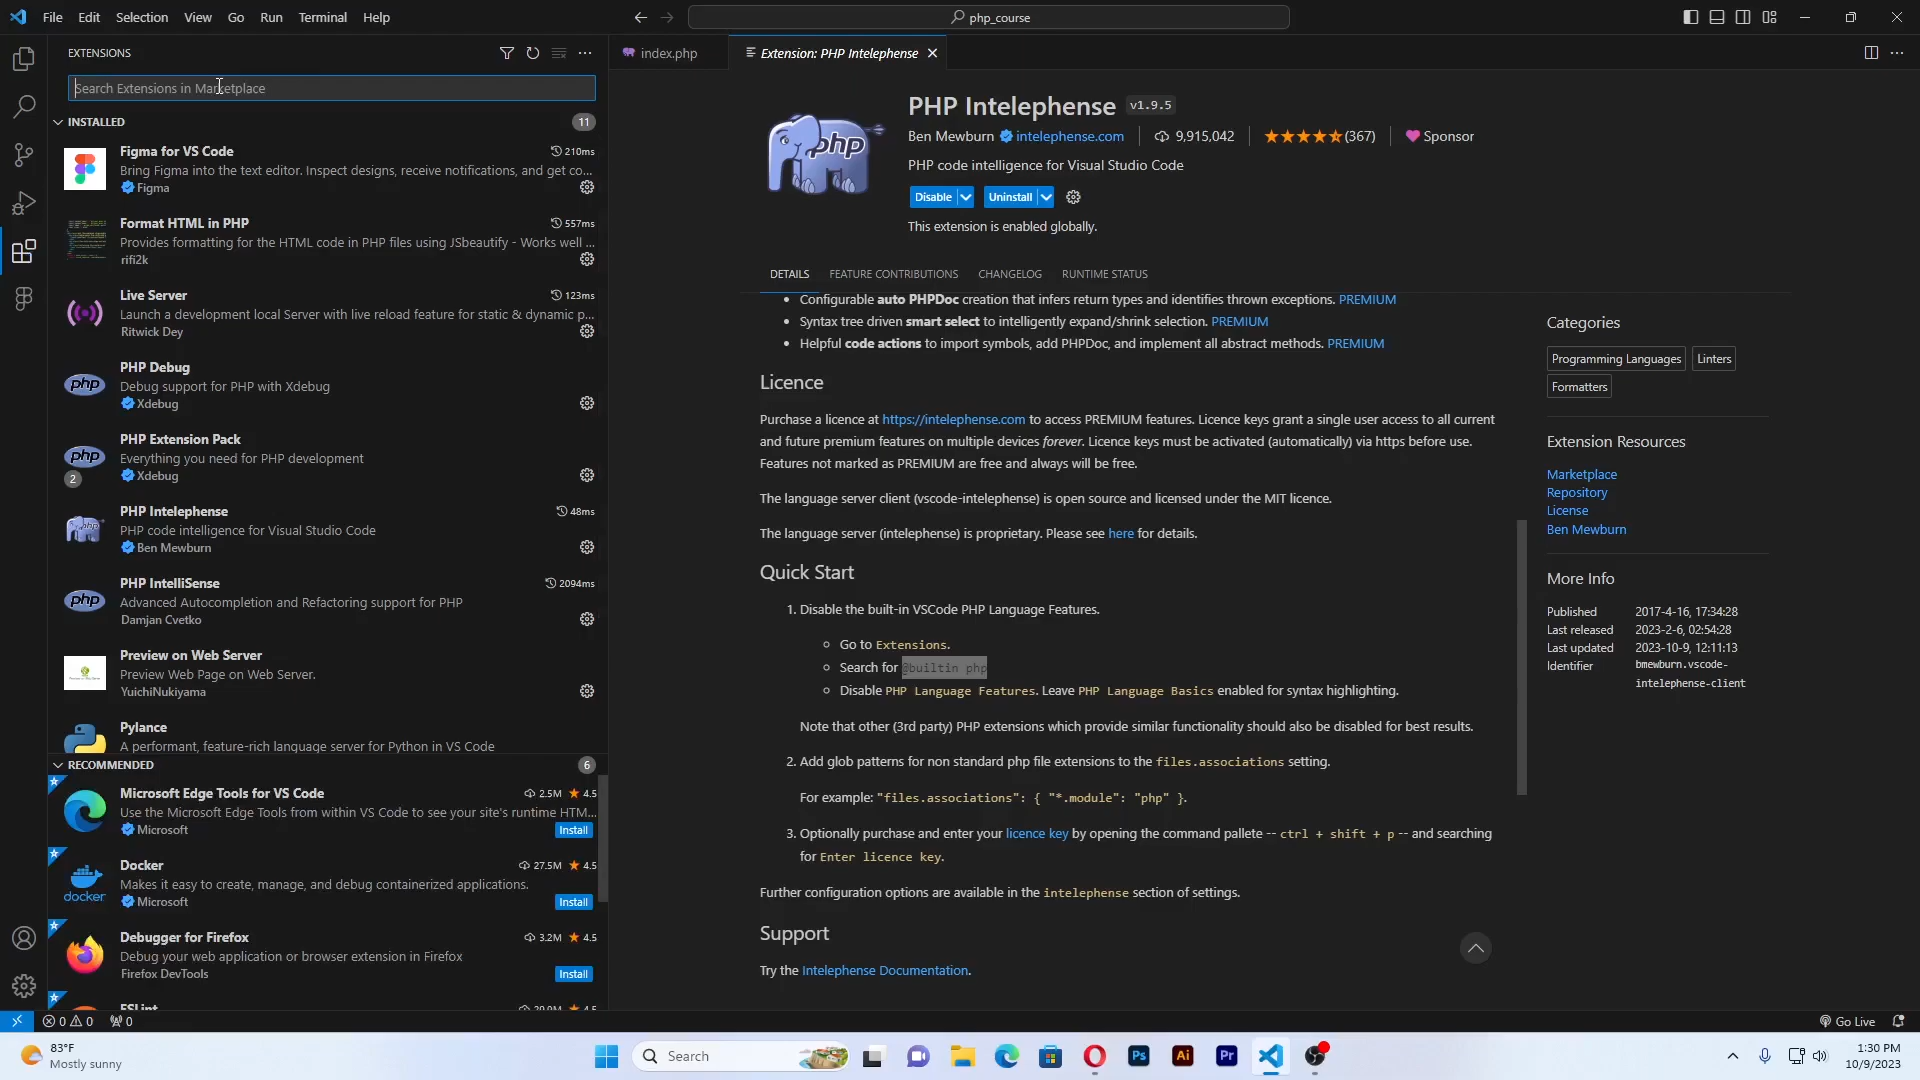 File Edit Selection View Go Run Terminal Help
php_course
EXTENSIONS
Search Extensions in Marketplace
INSTALLED 11
Figma for VS Code 210ms
Bring Figma into the text editor. Inspect designs, receive notifications, and get co...
Figma
Format HTML in PHP 557ms
Provides formatting for the HTML code in PHP files using JSbeautify - Works well ...
rifi2k
Live Server 123ms
Launch a development local Server with live reload feature for static & dynamic p...
Ritwick Dey
PHP Debug
Debug support for PHP with Xdebug
Xdebug
PHP Extension Pack
Everything you need for PHP development
Xdebug
2
PHP Intelephense 48ms
PHP code intelligence for Visual Studio Code
Ben Mewburn
PHP IntelliSense 2094ms
Advanced Autocompletion and Refactoring support for PHP
Damjan Cvetko
Preview on Web Server
Preview Web Page on Web Server.
YuichiNukiyama
Pylance
A performant, feature-rich language server for Python in VS Code
RECOMMENDED 6
Microsoft Edge Tools for VS Code 2.5M 4.5
Use the Microsoft Edge Tools from within VS Code to see your site's runtime HTM...
Microsoft Install
Docker 27.5M 4.5
Makes it easy to create, manage, and debug containerized applications.
Microsoft Install
Debugger for Firefox 3.2M 4.5
Debug your web application or browser extension in Firefox
Firefox DevTools Install
index.php
Extension: PHP Intelephense
PHP Intelephense v1.9.5
Ben Mewburn intelephense.com 9,915,042 (367) Sponsor
PHP code intelligence for Visual Studio Code
Disable Uninstall
This extension is enabled globally.
DETAILS FEATURE CONTRIBUTIONS CHANGELOG RUNTIME STATUS
Configurable auto PHPDoc creation that infers return types and identifies thrown exceptions. PREMIUM
Syntax tree driven smart select to intelligently expand/shrink selection. PREMIUM
Helpful code actions to import symbols, add PHPDoc, and implement all abstract methods. PREMIUM
Licence
Purchase a licence at https://intelephense.com to access PREMIUM features. Licence keys grant a single user access to all current
and future premium features on multiple devices forever. Licence keys must be activated (automatically) via https before use.
Features not marked as PREMIUM are free and always will be free.
The language server client (vscode-intelephense) is open source and licensed under the MIT licence.
The language server (intelephense) is proprietary. Please see here for details.
Quick Start
1. Disable the built-in VSCode PHP Language Features.
Go to Extensions.
Search for @builtin php
Disable PHP Language Features. Leave PHP Language Basics enabled for syntax highlighting.
Note that other (3rd party) PHP extensions which provide similar functionality should also be disabled for best results.
2. Add glob patterns for non standard php file extensions to the files.associations setting.
For example: "files.associations": { "*.module": "php" }.
3. Optionally purchase and enter your licence key by opening the command pallete -- ctrl + shift + p -- and searching
for Enter licence key.
Further configuration options are available in the intelephense section of settings.
Support
Try the Intelephense Documentation.
Categories
Programming Languages Linters
Formatters
Extension Resources
Marketplace
Repository
License
Ben Mewburn
More Info
Published 2017-4-16, 17:34:28
Last released 2023-2-6, 02:54:28
Last updated 2023-10-9, 12:11:13
Identifier bmewburn.vscode-
intelephense-client
0 0 0
Go Live
83°F
Mostly sunny
Search
Ps Ai Pr
1:30 PM
10/9/2023